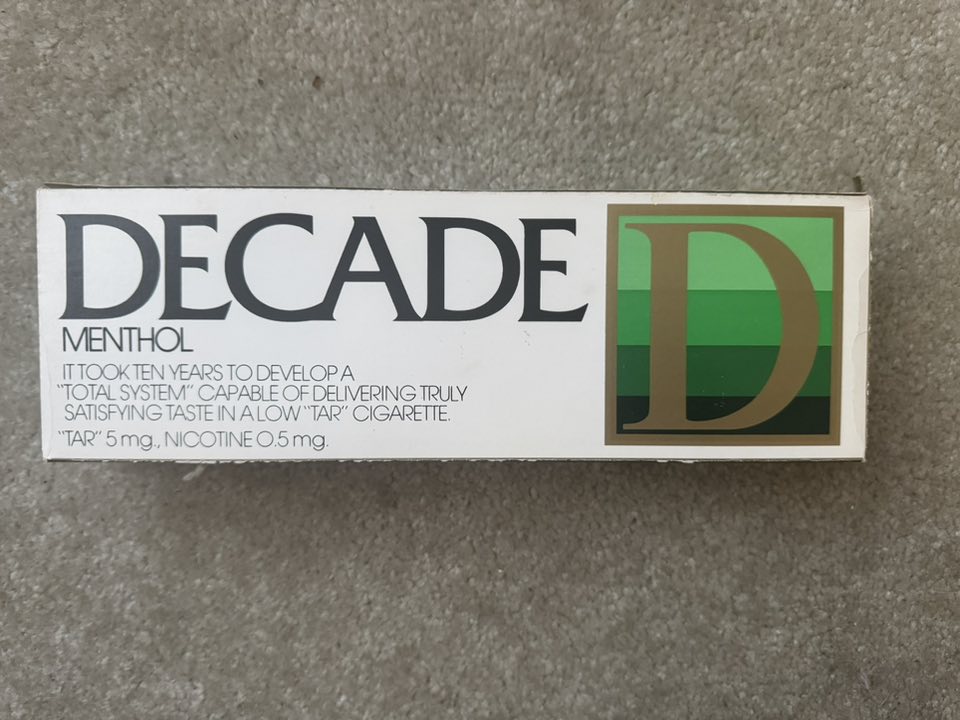 DECADE
MENTHOL
IT TOOK TEN YEARS TO DEVELOP A
"TOTAL SYSTEM" CAPABLE OF DELIVERING TRULY
SATISFYING TASTE IN A LOW "TAR" CIGARETTE.
"TAR" 5 mg., NICOTINE 0.5 mg.
D